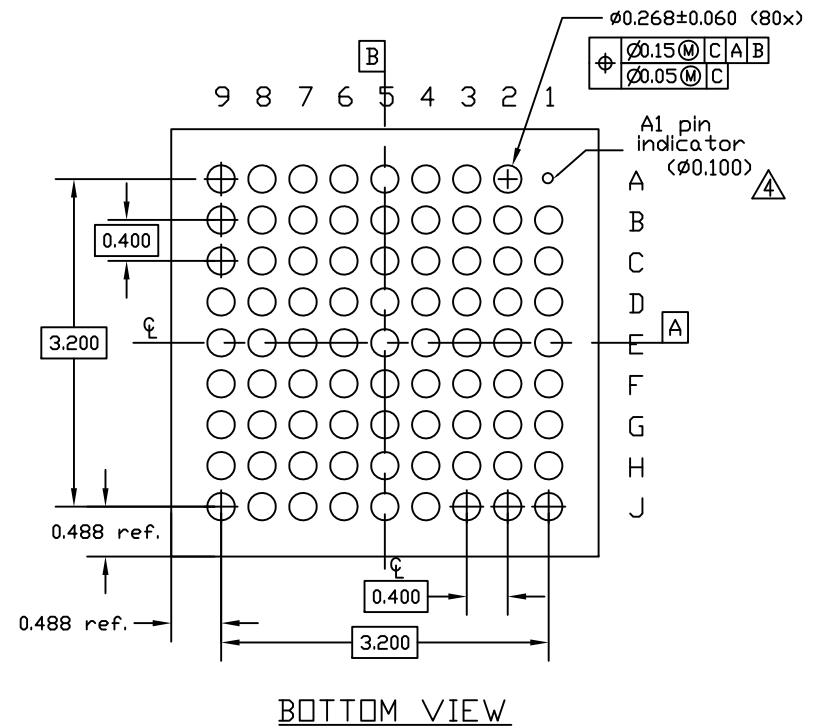 Ø0.268±0.060 (80x)
⌖ Ø0.15Ⓜ C A B
Ø0.05Ⓜ C
B
9 8 7 6 5 4 3 2 1
A1 pin
indicator
(Ø0.100)
4
A
B
0.400
C
D
℄
A
3.200
E
F
G
H
J
0.488 ref.
℄
0.400
0.488 ref.
3.200
BOTTOM VIEW